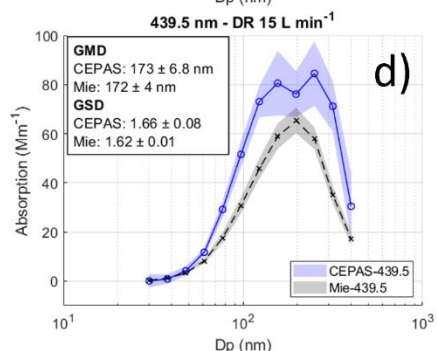 Dp (nm)
439.5 nm - DR 15 L min⁻¹
GMD
CEPAS: 173 ± 6.8 nm
Mie: 172 ± 4 nm
GSD
CEPAS: 1.66 ± 0.08
Mie: 1.62 ± 0.01
d)
100
80
60
40
20
0
Absorption (Mm⁻¹)
CEPAS-439.5
Mie-439.5
10¹
10²
10³
Dp (nm)